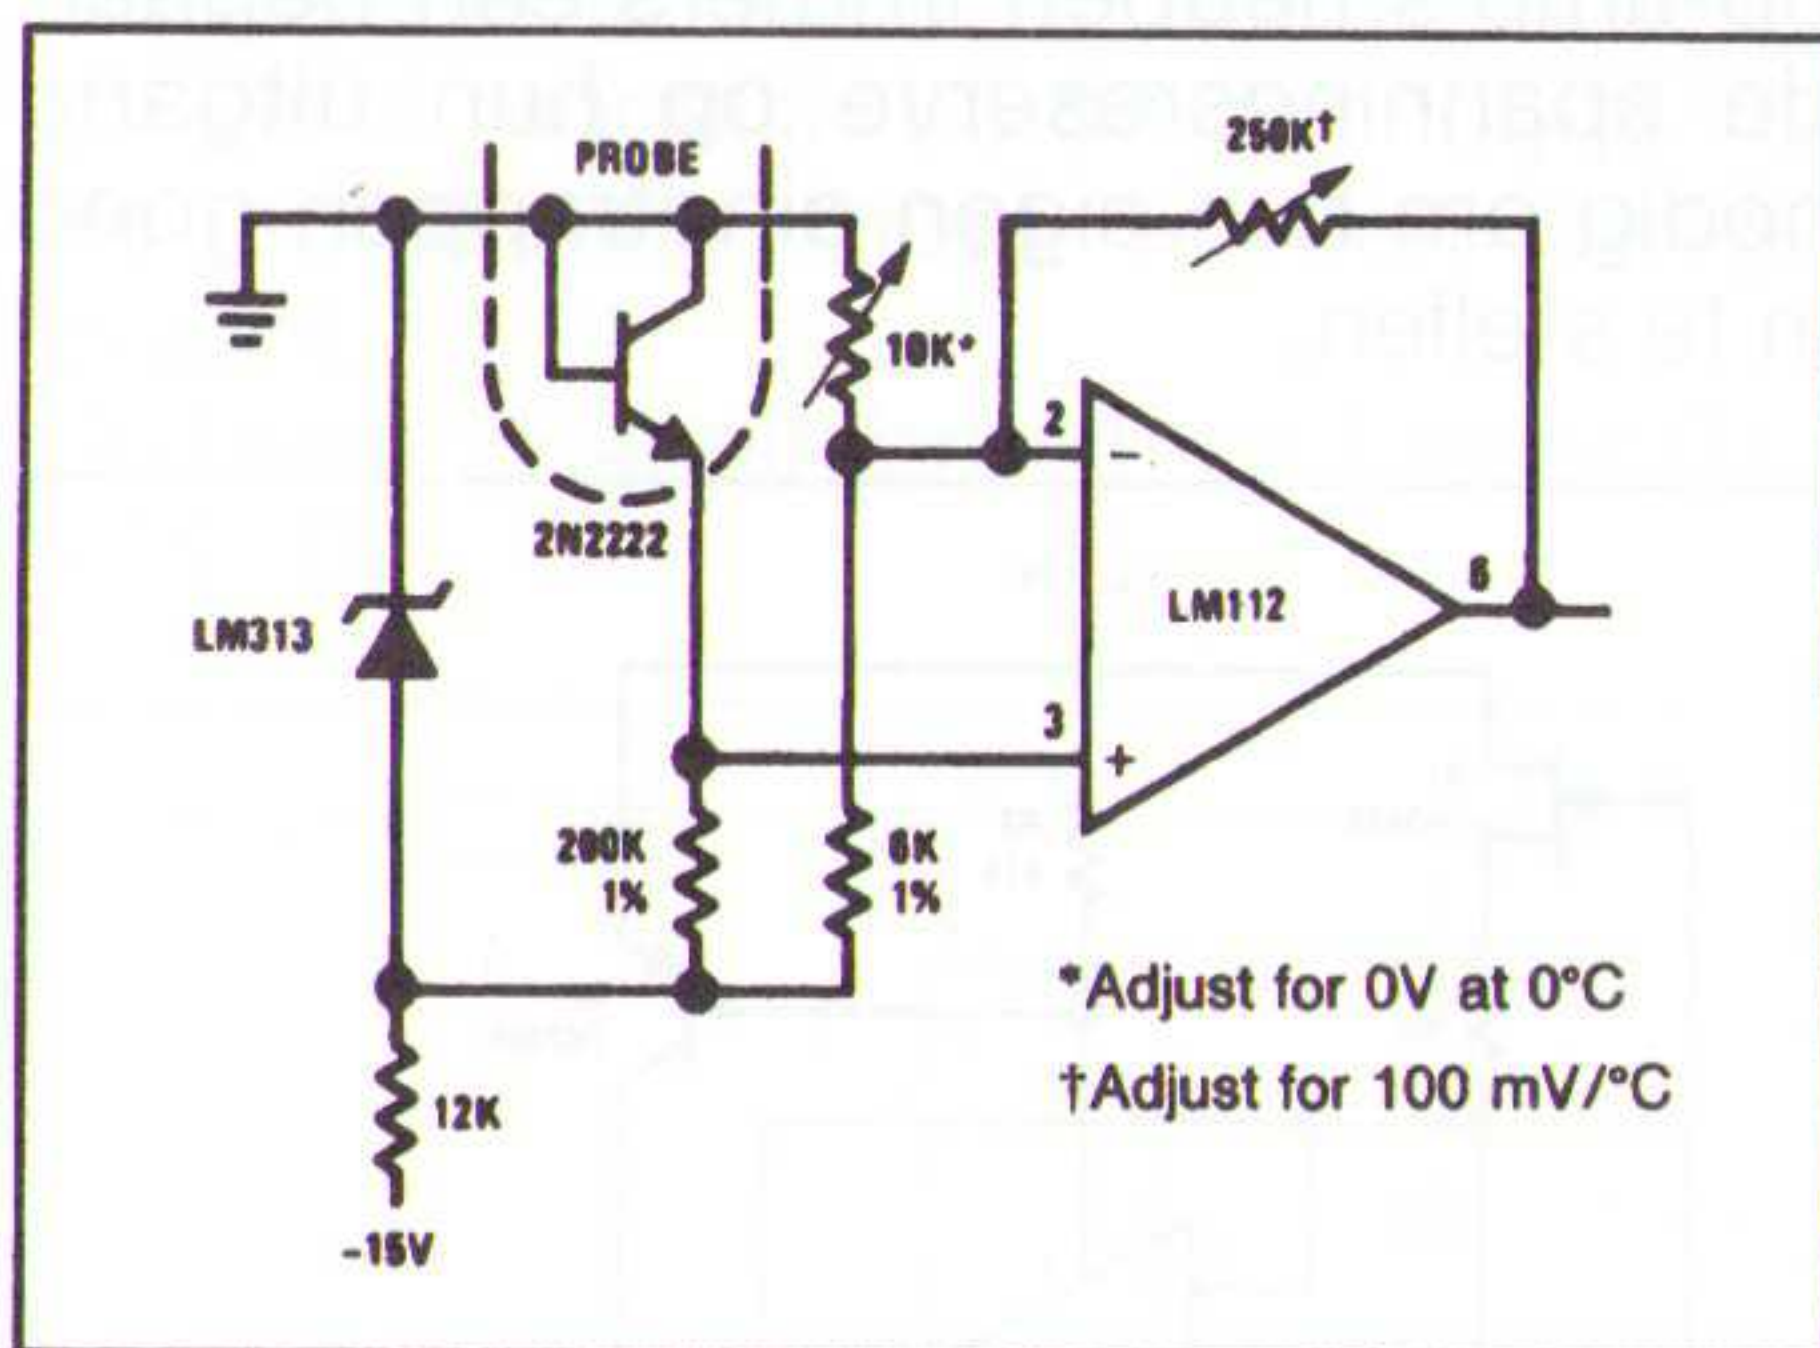 PROBE
250K†
10K*
2
−
2N2222
LM313
LM112
6
3
+
200K
1%
6K
1%
*Adjust for 0V at 0°C
†Adjust for 100 mV/°C
12K
-15V